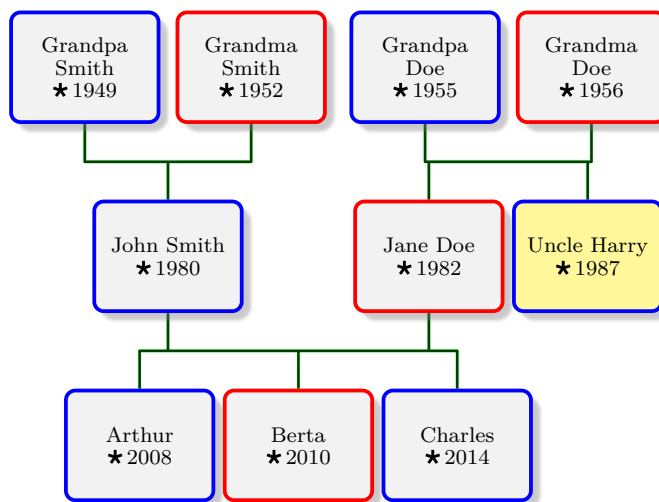 Grandpa
Smith
★1949
Grandma
Smith
★1952
Grandpa
Doe
★1955
Grandma
Doe
★1956
John Smith
★1980
Jane Doe
★1982
Uncle Harry
★1987
Arthur
★2008
Berta
★2010
Charles
★2014